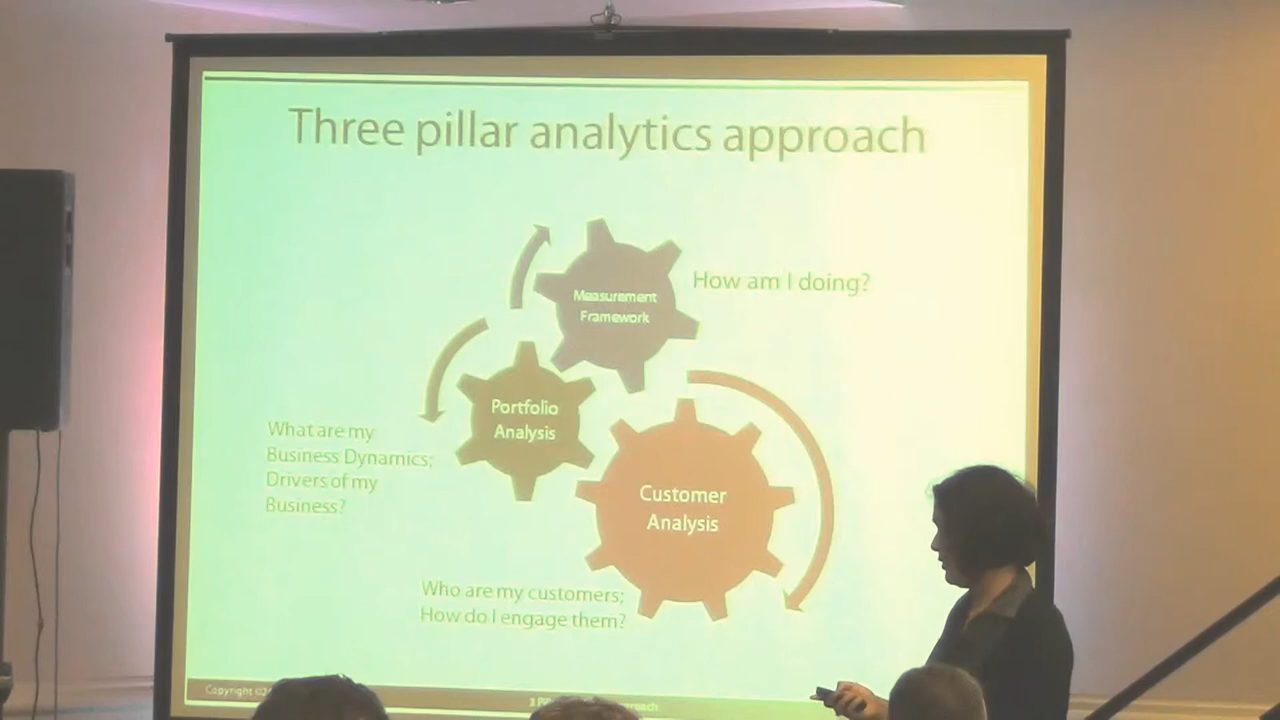 Three pillar analytics approach
Measurement
Framework
How am I doing?
Portfolio
Analysis
What are my
Business Dynamics;
Drivers of my
Business?
Customer
Analysis
Who are my customers;
How do I engage them?
Copyright